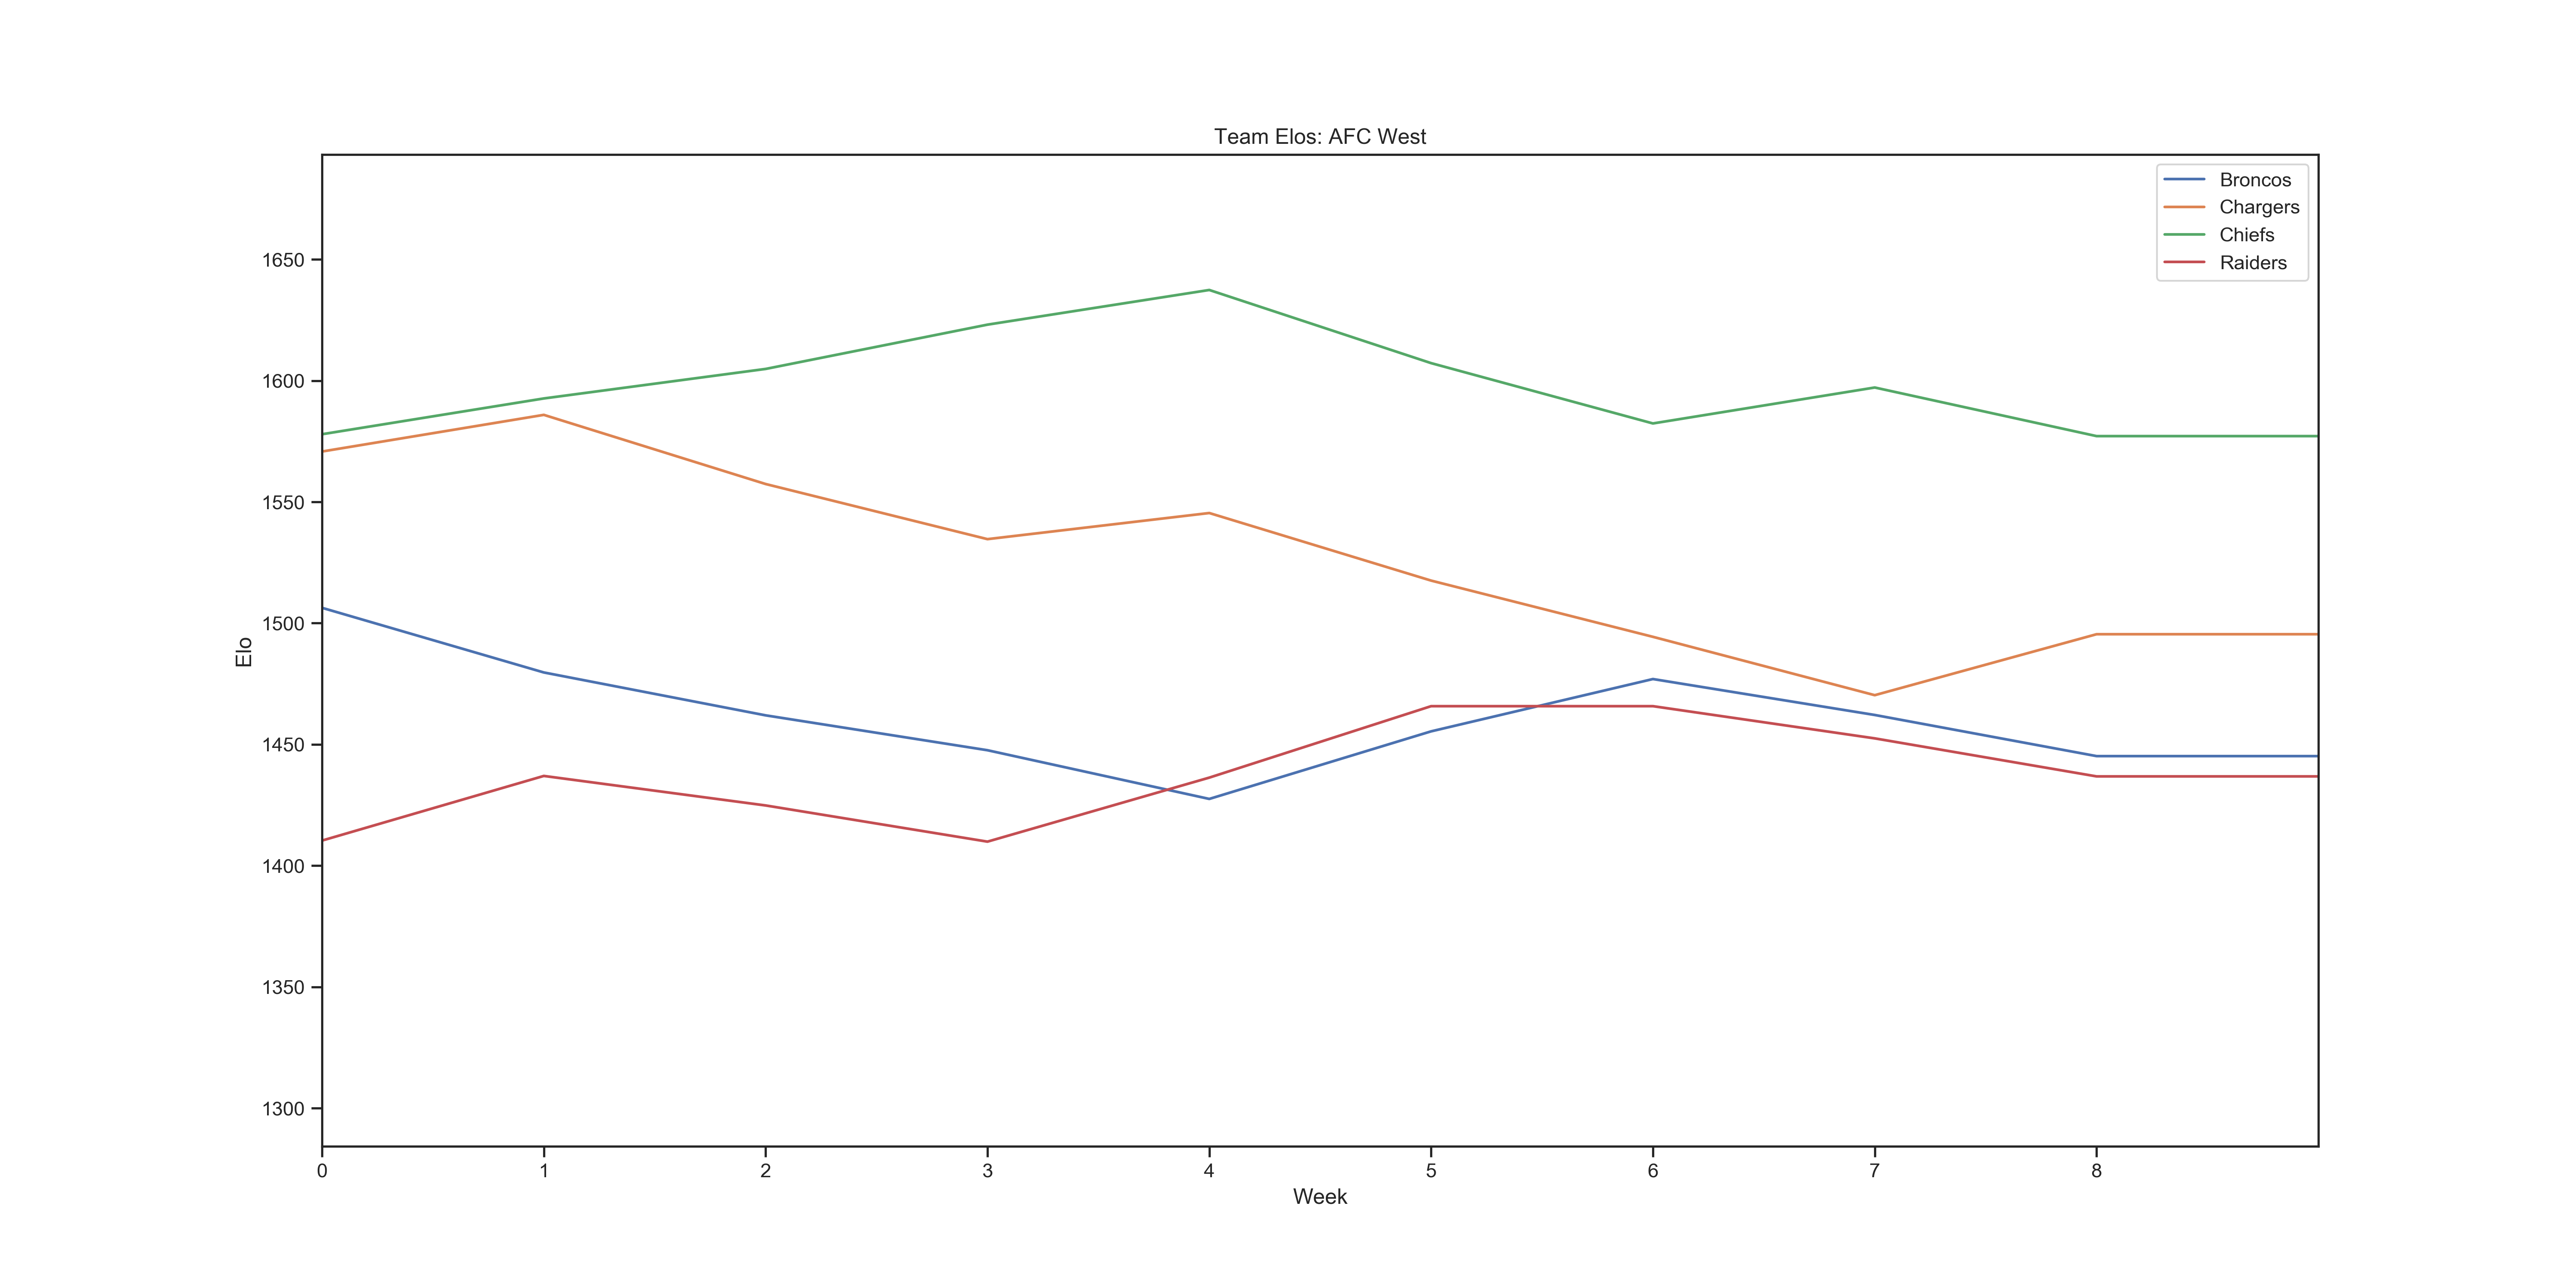 Team Elos: AFC West
Broncos
Chargers
Chiefs
Raiders
1650
1600
1550
1500
1450
1400
1350
1300
Elo
0 1 2 3 4 5 6 7 8
Week